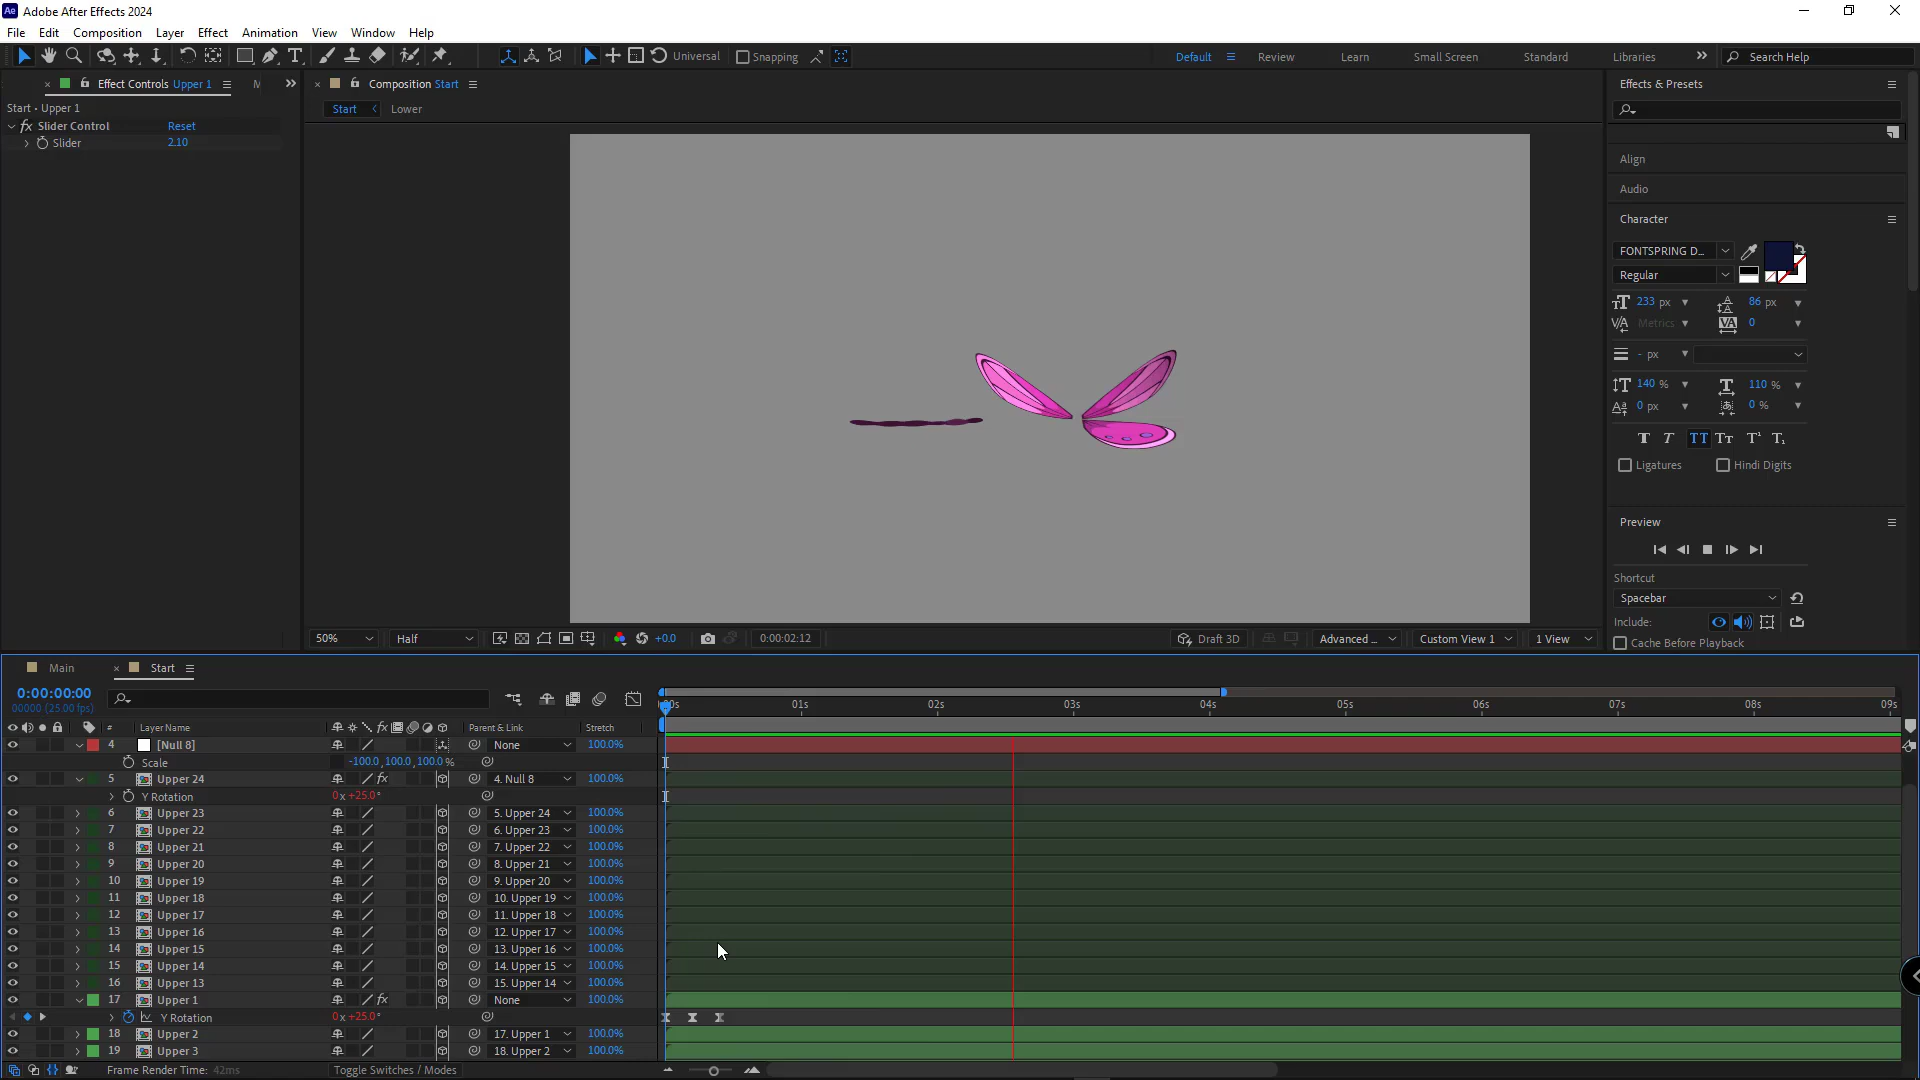 Ae Adobe After Effects 2024
File Edit Composition Layer Effect Animation View Window Help
Universal Snapping Default Review Learn Small Screen Standard Libraries Search Help
Effect Controls Upper 1
Composition Start
Effects & Presets
Start • Upper 1
Start Lower
fx Slider Control Reset
Slider 2.10
Align
Audio
Character
FONTSPRING D...
Regular
233 px 86 px
Metrics 0
- px
140 % 110 %
0 px 0 %
T T TT Tt T¹ T₁
Ligatures Hindi Digits
Preview
Shortcut
Spacebar
Include:
Cache Before Playback
50% Half +0.0 0:00:02:12 Draft 3D Advanced ... Custom View 1 1 View
Main Start
0:00:00:00
00000 (25.00 fps)
:00s 01s 02s 03s 04s 05s 06s 07s 08s 09s
# Layer Name fx Parent & Link Stretch
4 [Null 8] None 100.0%
Scale -100.0,100.0,100.0%
5 Upper 24 fx 4. Null 8 100.0%
Y Rotation 0x+25.0°
6 Upper 23 5. Upper 24 100.0%
7 Upper 22 6. Upper 23 100.0%
8 Upper 21 7. Upper 22 100.0%
9 Upper 20 8. Upper 21 100.0%
10 Upper 19 9. Upper 20 100.0%
11 Upper 18 10. Upper 19 100.0%
12 Upper 17 11. Upper 18 100.0%
13 Upper 16 12. Upper 17 100.0%
14 Upper 15 13. Upper 16 100.0%
15 Upper 14 14. Upper 15 100.0%
16 Upper 13 15. Upper 14 100.0%
17 Upper 1 fx None 100.0%
Y Rotation 0x+25.0°
18 Upper 2 17. Upper 1 100.0%
19 Upper 3 18. Upper 2 100.0%
Frame Render Time: 42ms Toggle Switches / Modes